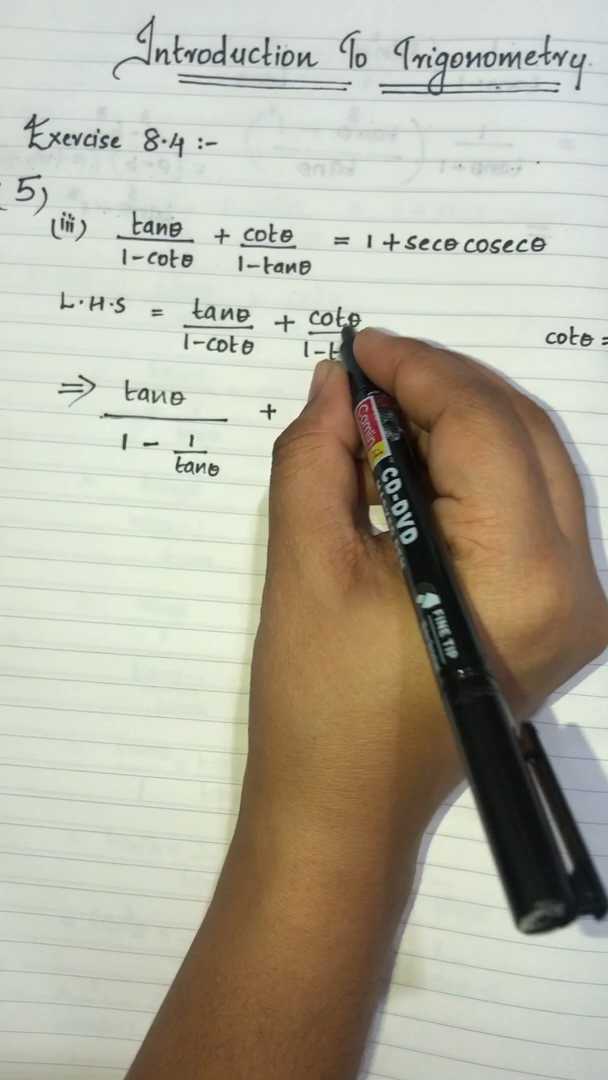 Introduction To Trigonometry.
Exercise 8.4 :-
5)
(iii) tanθ/1-cotθ + cotθ/1-tanθ = 1 + secθ cosecθ
L.H.S = tanθ/1-cotθ + cotθ/1-t
cotθ =
⇒ tanθ/1 - 1/tanθ +
Camlin
CD-DVD
FINE TIP